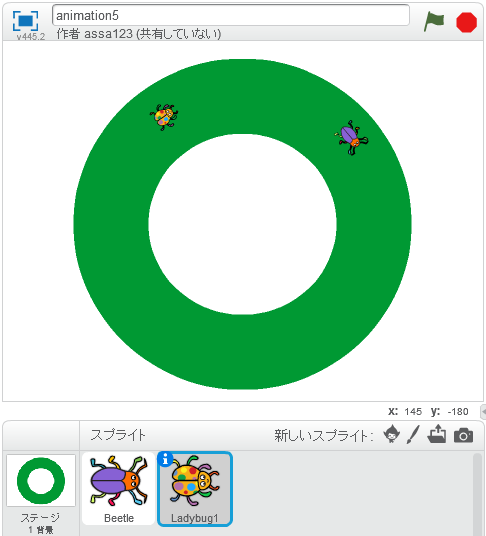 animation5
v445.2
作者 assa123 (共有していない)
x: 145 y: -180
スプライト
新しいスプライト:
ステージ
1 背景
Beetle
Ladybug1